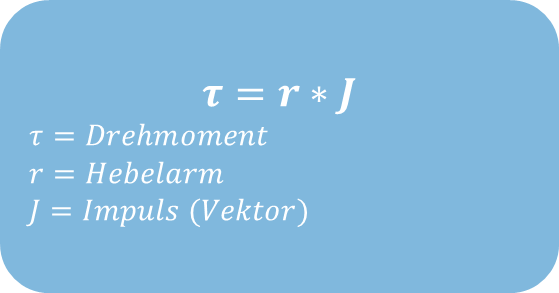 τ = r ∗ J
τ = Drehmoment
r = Hebelarm
J = Impuls (Vektor)